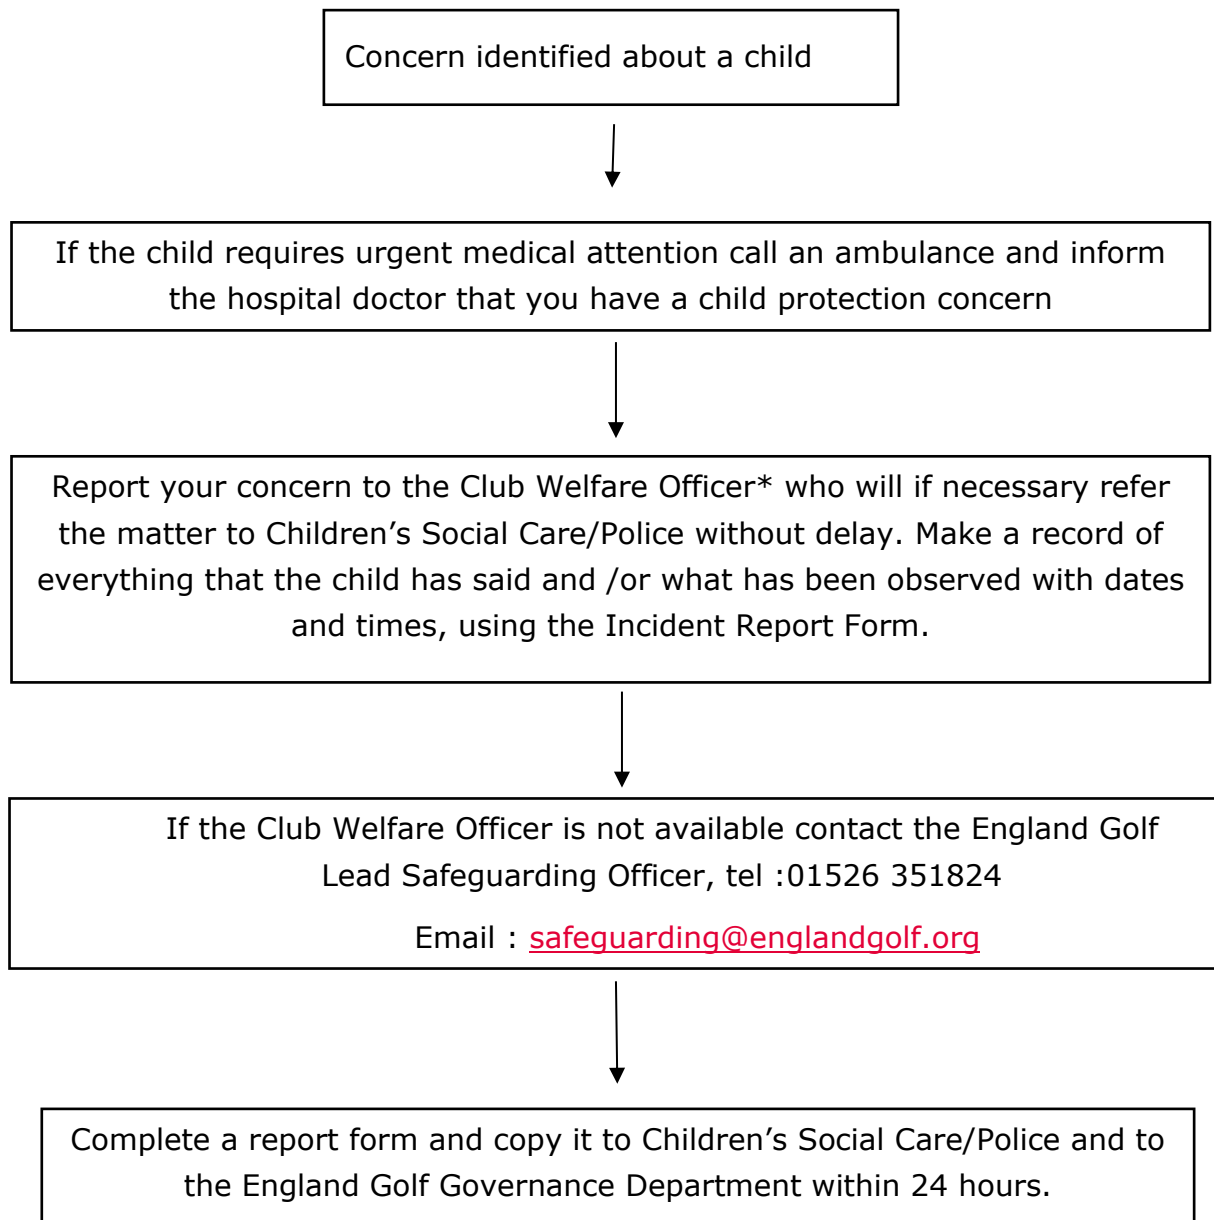 Concern identified about a child
If the child requires urgent medical attention call an ambulance and inform
the hospital doctor that you have a child protection concern
Report your concern to the Club Welfare Officer* who will if necessary refer
the matter to Children’s Social Care/Police without delay. Make a record of
everything that the child has said and /or what has been observed with dates
and times, using the Incident Report Form.
If the Club Welfare Officer is not available contact the England Golf
Lead Safeguarding Officer, tel :01526 351824
Email : safeguarding@englandgolf.org
Complete a report form and copy it to Children’s Social Care/Police and to
the England Golf Governance Department within 24 hours.